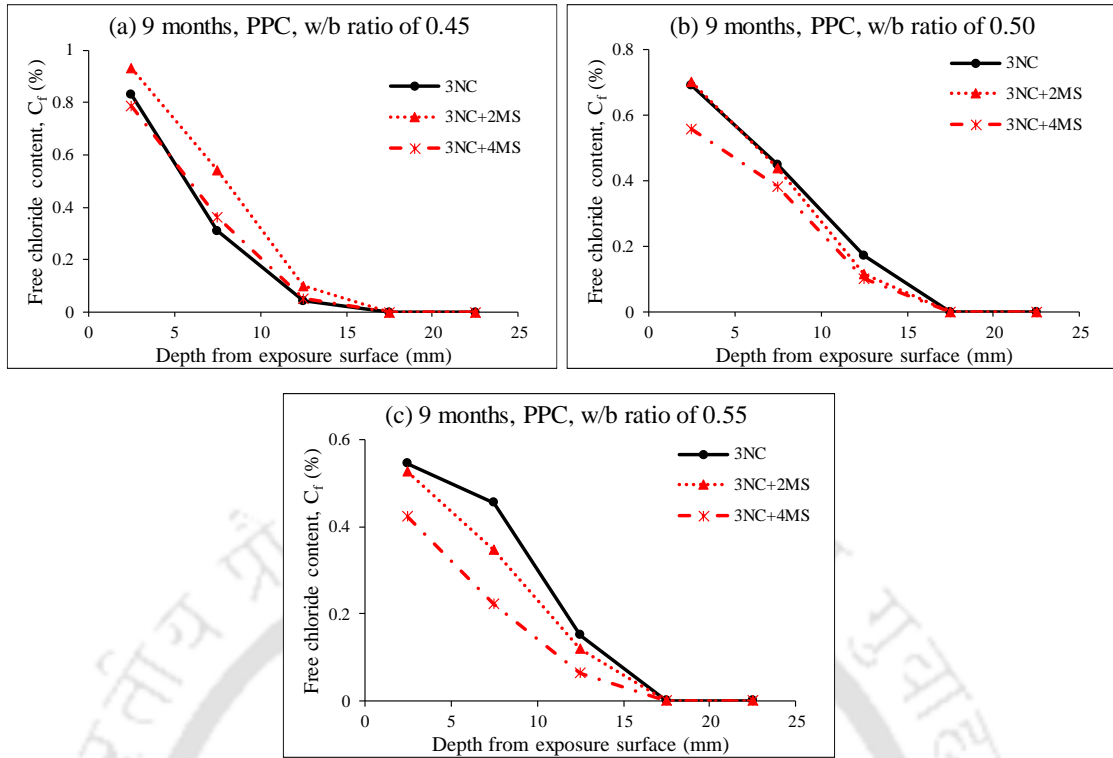 (a) 9 months, PPC, w/b ratio of 0.45
Free chloride content, C_f (%)
1
0.8
0.6
0.4
0.2
0
0 5 10 15 20 25
Depth from exposure surface (mm)
3NC
3NC+2MS
3NC+4MS
(b) 9 months, PPC, w/b ratio of 0.50
Free chloride content, C_f (%)
0.8
0.6
0.4
0.2
0
0 5 10 15 20 25
Depth from exposure surface (mm)
3NC
3NC+2MS
3NC+4MS
(c) 9 months, PPC, w/b ratio of 0.55
Free chloride content, C_f (%)
0.6
0.4
0.2
0
0 5 10 15 20 25
Depth from exposure surface (mm)
3NC
3NC+2MS
3NC+4MS